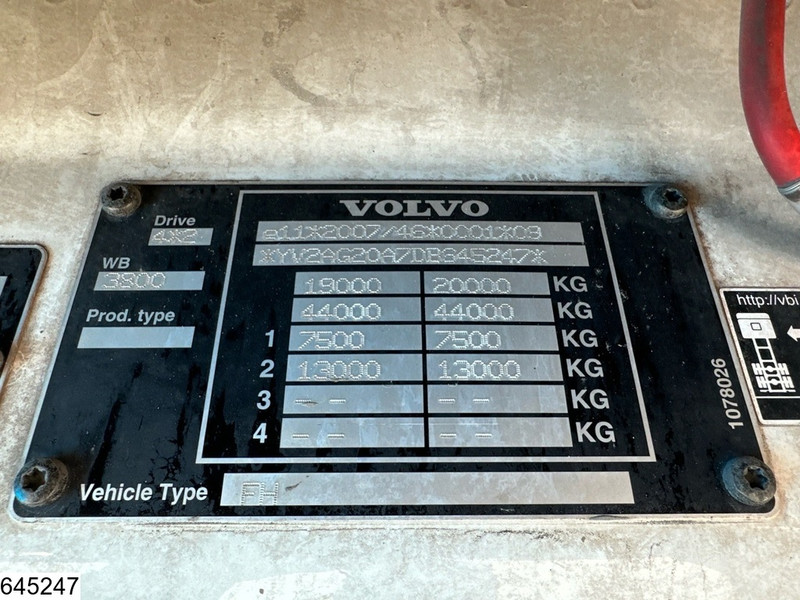 VOLVO
Drive
4X2
e11*2007/46*0001*09
*YV2AG20A7DB645247*
WB
3800
19000 20000 KG
44000 44000 KG
Prod. type
1 7500 7500 KG
2 13000 13000 KG
3 -- -- KG
4 -- -- KG
Vehicle Type FH
1078026
http://vbi
645247